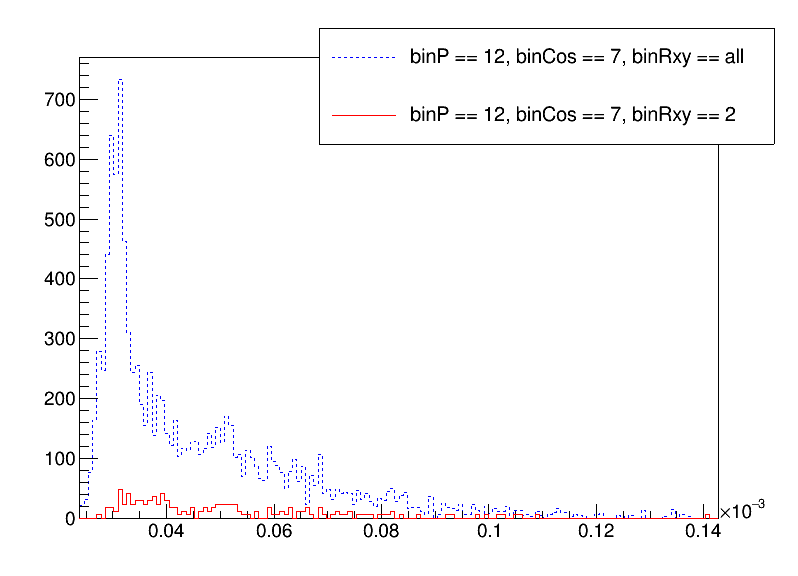 binP == 12, binCos == 7, binRxy == all
binP == 12, binCos == 7, binRxy == 2
700
600
500
400
300
200
100
0
0.04 0.06 0.08 0.1 0.12 0.14 ×10⁻³